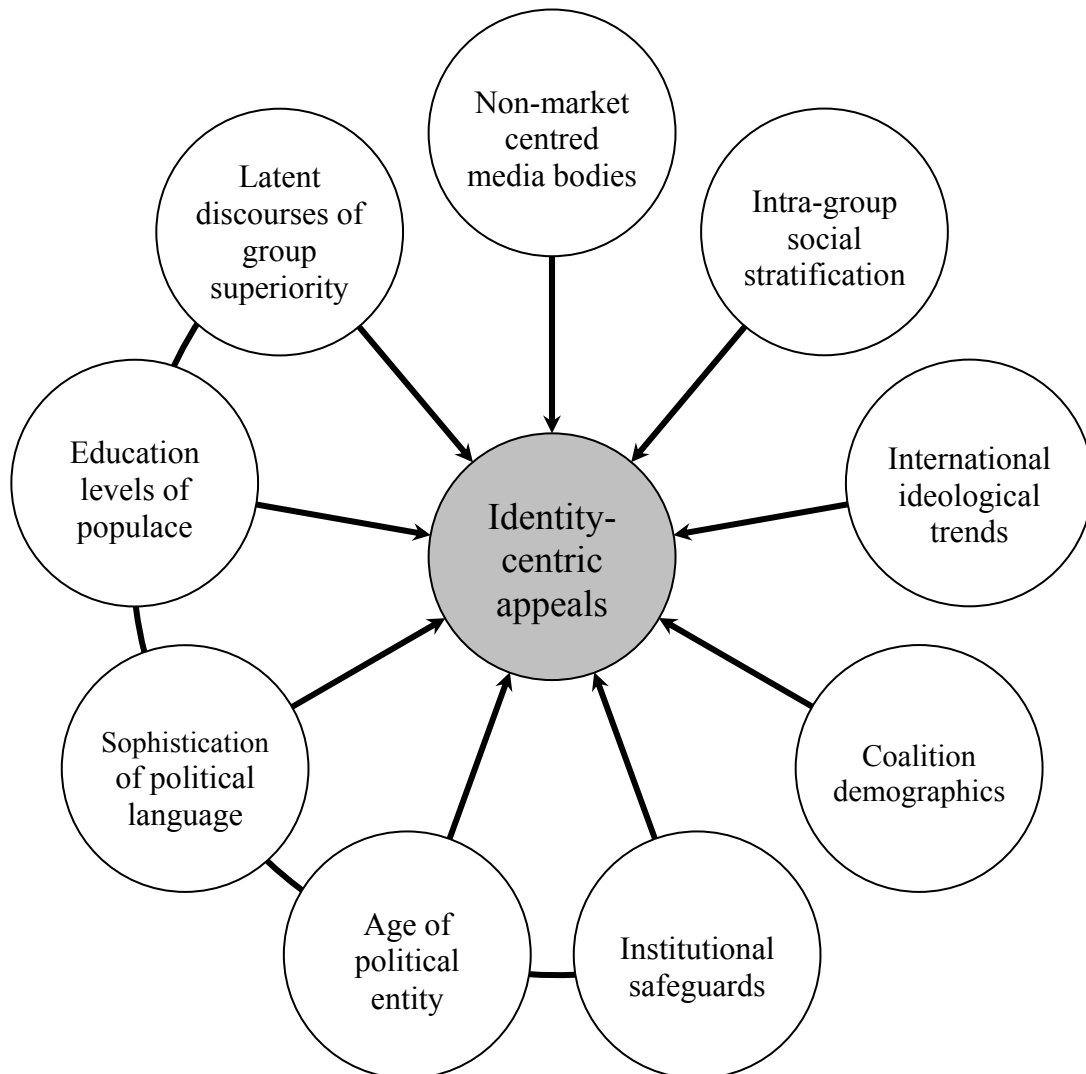 Non-market
centred
media bodies
Latent
discourses of
group
superiority
Intra-group
social
stratification
Education
levels of
populace
International
ideological
trends
Identity-
centric
appeals
Sophistication
of political
language
Coalition
demographics
Age of
political
entity
Institutional
safeguards